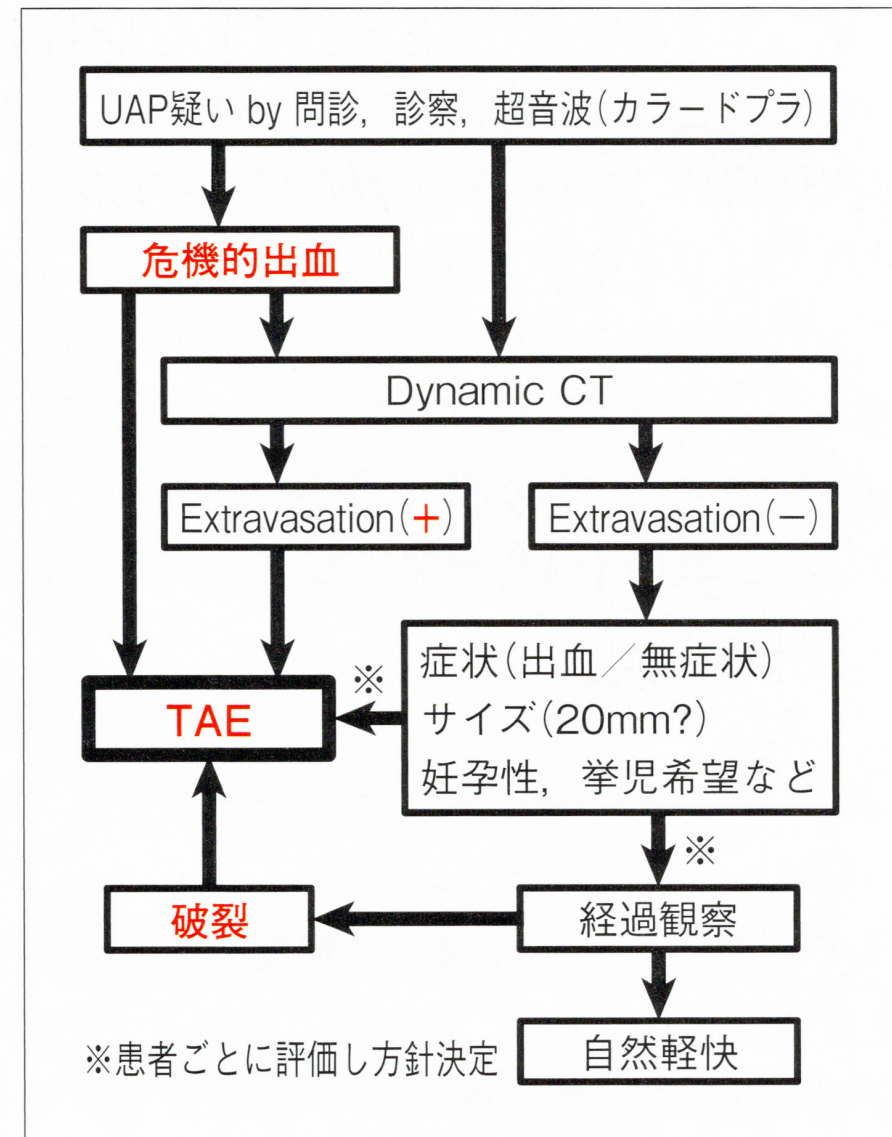 UAP疑い by 問診，診察，超音波（カラードプラ）
危機的出血
Dynamic CT
Extravasation（＋）
Extravasation（－）
症状（出血／無症状）
サイズ（20mm?）
妊孕性，挙児希望など
※
TAE
※
破裂
経過観察
自然軽快
※患者ごとに評価し方針決定